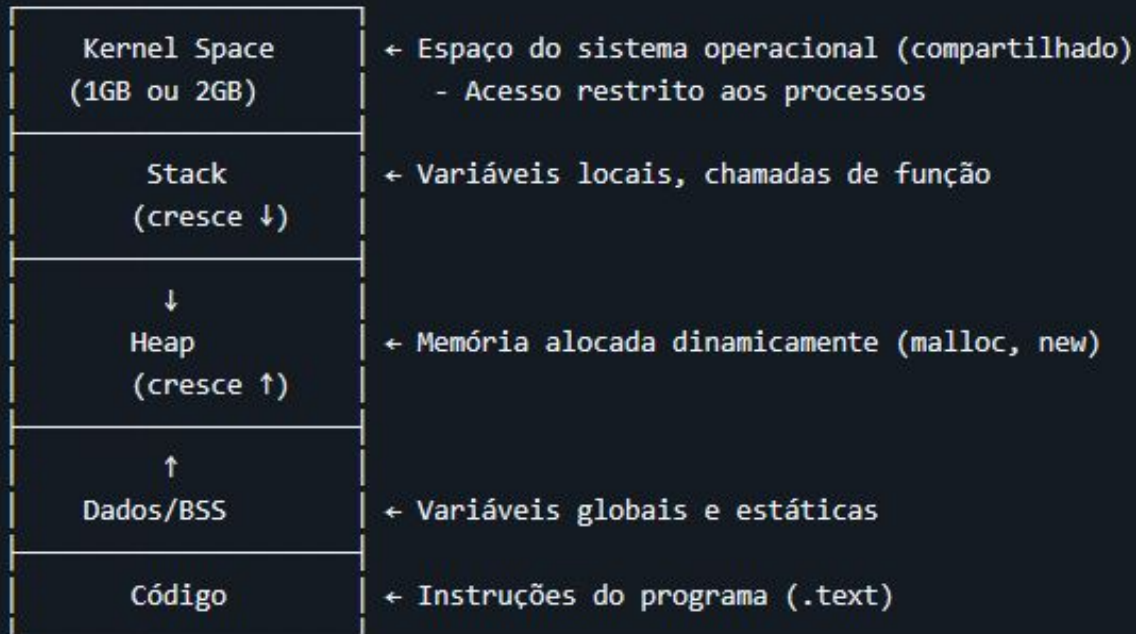 Kernel Space ← Espaço do sistema operacional (compartilhado)
(1GB ou 2GB) - Acesso restrito aos processos
Stack ← Variáveis locais, chamadas de função
(cresce ↓)
↓
Heap ← Memória alocada dinamicamente (malloc, new)
(cresce ↑)
↑
Dados/BSS ← Variáveis globais e estáticas
Código ← Instruções do programa (.text)